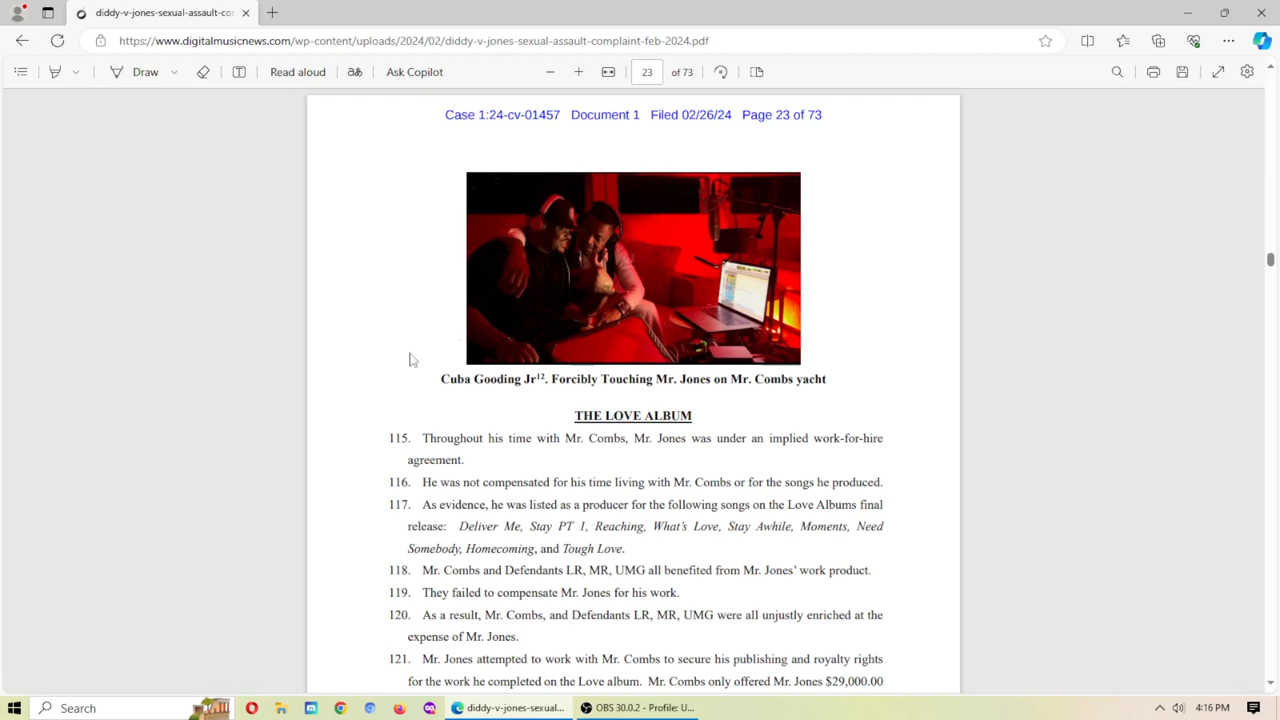 diddy-v-jones-sexual-assault-co
https://www.digitalmusicnews.com/wp-content/uploads/2024/02/diddy-v-jones-sexual-assault-complaint-feb-2024.pdf
Draw Read aloud aあ Ask Copilot 23 of 73
Case 1:24-cv-01457 Document 1 Filed 02/26/24 Page 23 of 73
Cuba Gooding Jr12. Forcibly Touching Mr. Jones on Mr. Combs yacht
THE LOVE ALBUM
115. Throughout his time with Mr. Combs, Mr. Jones was under an implied work-for-hire
agreement.
116. He was not compensated for his time living with Mr. Combs or for the songs he produced.
117. As evidence, he was listed as a producer for the following songs on the Love Albums final
release: Deliver Me, Stay PT 1, Reaching, What's Love, Stay Awhile, Moments, Need
Somebody, Homecoming, and Tough Love.
118. Mr. Combs and Defendants LR, MR, UMG all benefited from Mr. Jones' work product.
119. They failed to compensate Mr. Jones for his work.
120. As a result, Mr. Combs, and Defendants LR, MR, UMG were all unjustly enriched at the
expense of Mr. Jones.
121. Mr. Jones attempted to work with Mr. Combs to secure his publishing and royalty rights
for the work he completed on the Love album. Mr. Combs only offered Mr. Jones $29,000.00
Search diddy-v-jones-sexual... OBS 30.0.2 - Profile: U... 4:16 PM